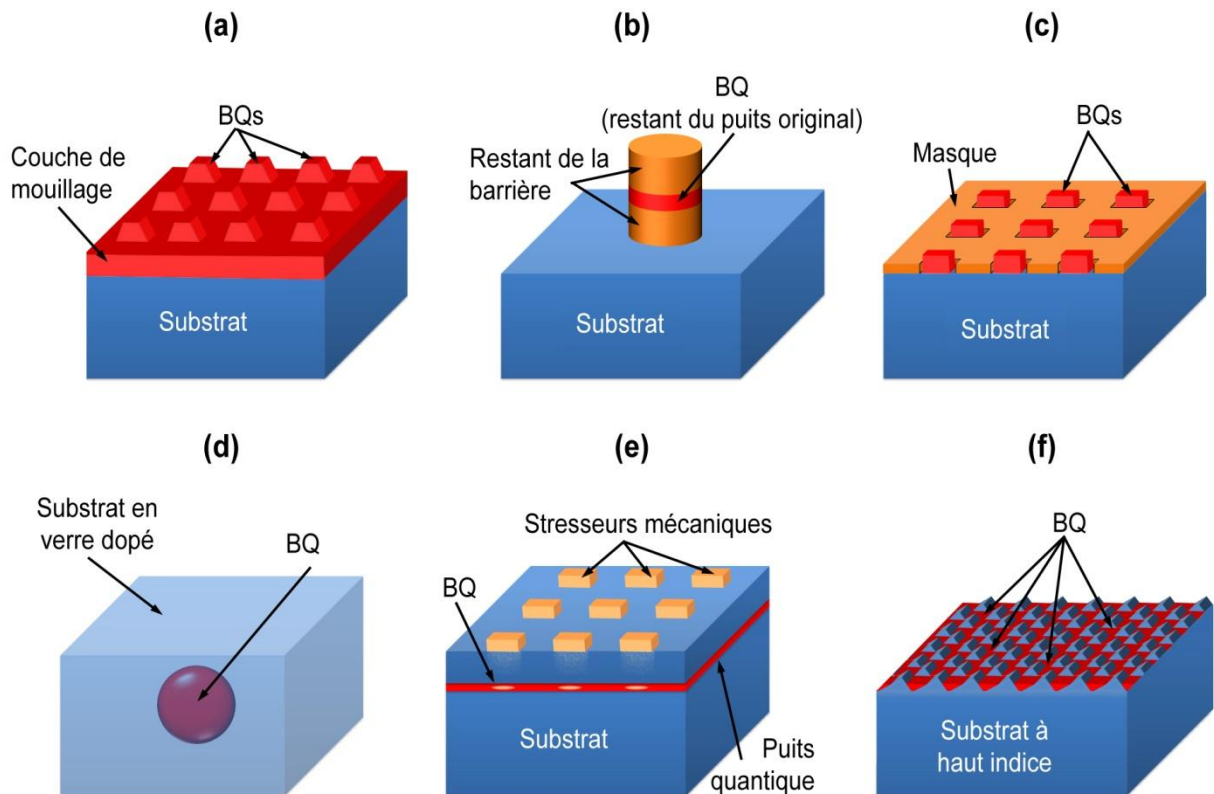 (a)
BQs
Couche de
mouillage
Substrat
(b)
BQ
(restant du puits original)
Restant de la
barrière
Substrat
(c)
BQs
Masque
Substrat
(d)
Substrat en
verre dopé
BQ
(e)
Stresseurs mécaniques
BQ
Substrat
Puits
quantique
(f)
BQ
Substrat à
haut indice